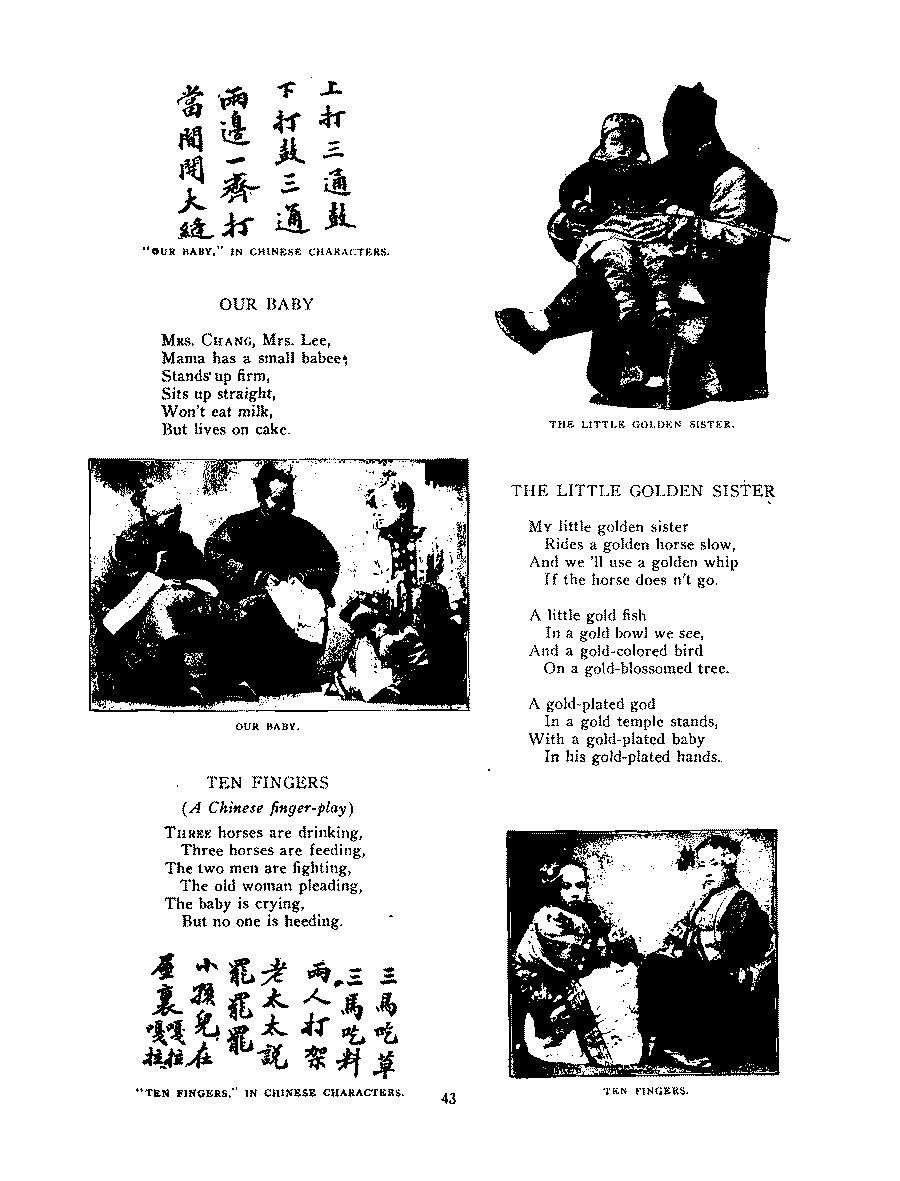 上打三通鼓
下打鼓三通
兩邊一齊打
當間開大縫
"OUR BABY," IN CHINESE CHARACTERS.
OUR BABY
MRS. CHANG, Mrs. Lee,
Mama has a small babee;
Stands up firm,
Sits up straight,
Won't eat milk,
But lives on cake.
OUR BABY.
TEN FINGERS
(A Chinese finger-play)
THREE horses are drinking,
Three horses are feeding,
The two men are fighting,
The old woman pleading,
The baby is crying,
But no one is heeding.
三馬吃草
三馬吃料
兩人打架
老太太説
罷罷罷
小孩兒在
屋裏嘎嘎拉拉
"TEN FINGERS," IN CHINESE CHARACTERS.
THE LITTLE GOLDEN SISTER.
THE LITTLE GOLDEN SISTER
My little golden sister
Rides a golden horse slow,
And we 'll use a golden whip
If the horse does n't go.
A little gold fish
In a gold bowl we see,
And a gold-colored bird
On a gold-blossomed tree.
A gold-plated god
In a gold temple stands,
With a gold-plated baby
In his gold-plated hands.
TEN FINGERS.
43